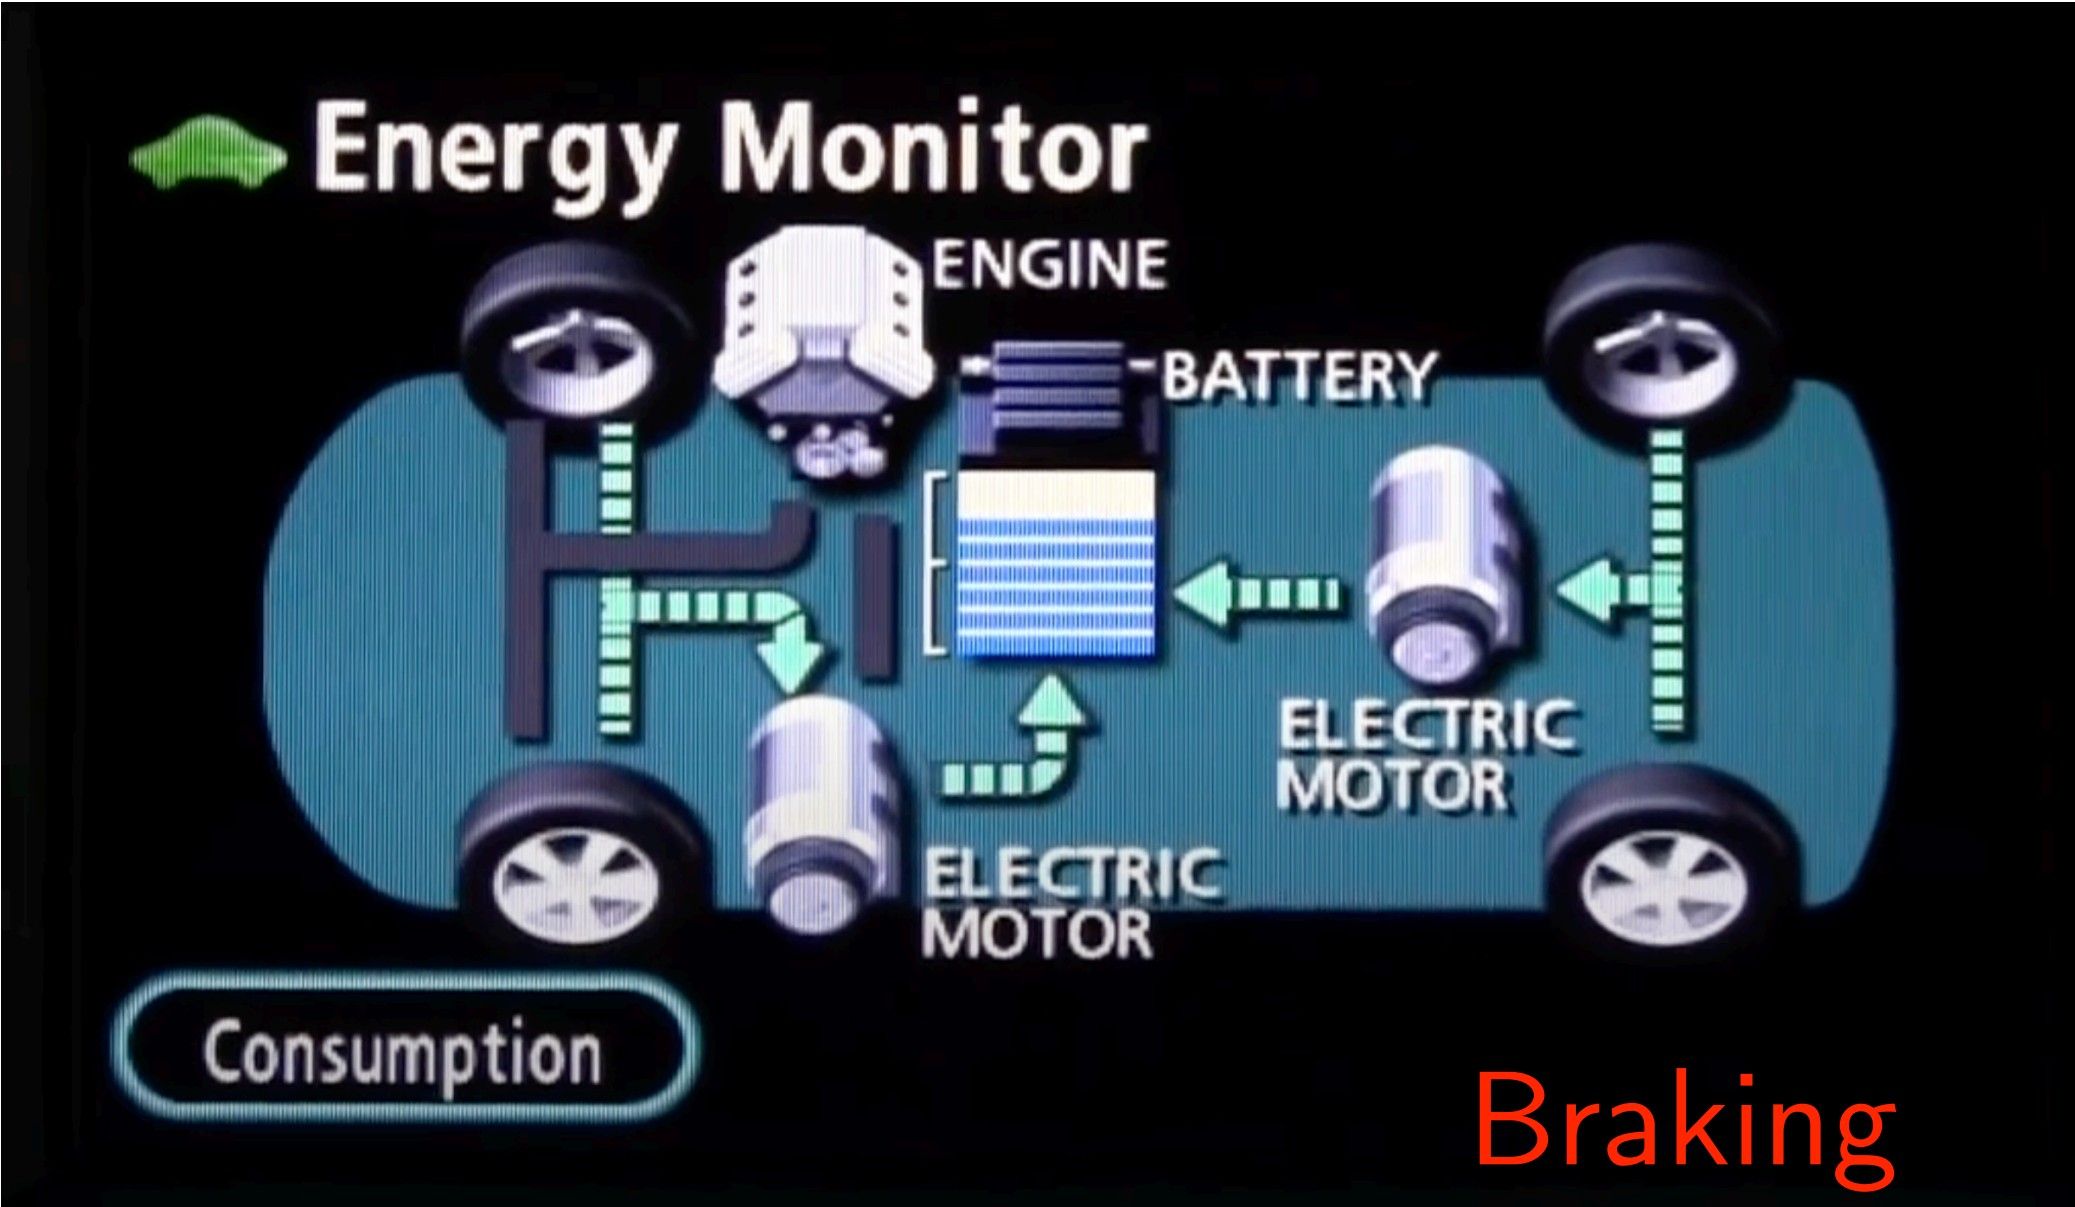 Energy Monitor
ENGINE
BATTERY
ELECTRIC
MOTOR
ELECTRIC
MOTOR
Consumption
Braking